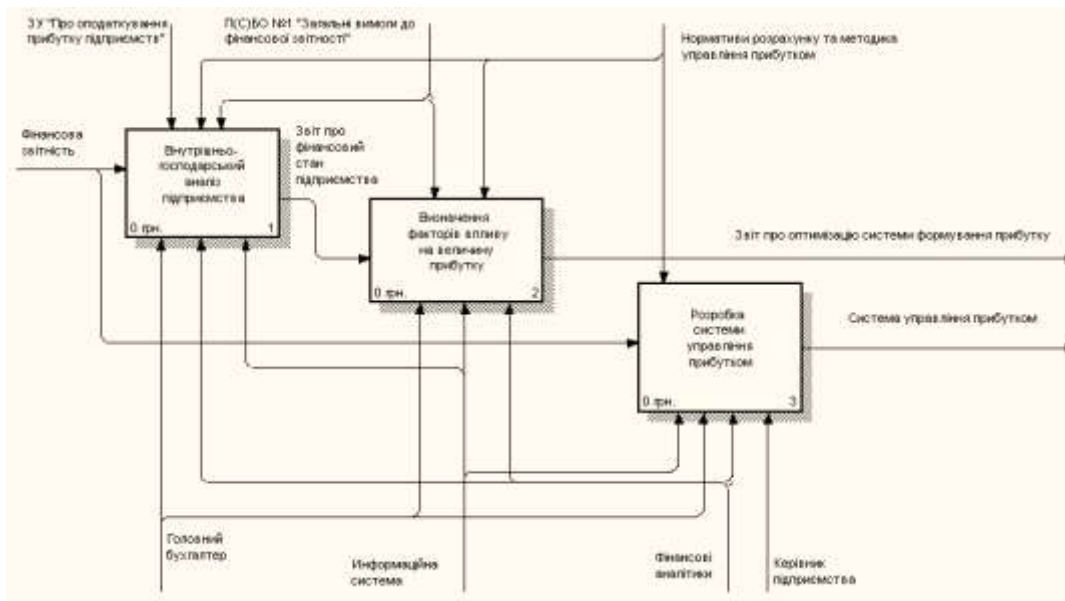 ЗУ "Про оподаткування
прибутку підприємств"
П(С)БО №1 "Загальні вимоги до
фінансової звітності"
Нормативи розрахунку та методика
управління прибутком
Фінансова
звітність
Внутрішньо-
господарський
аналіз
підприємства
0 грн.
1
Звіт про
фінансовий
стан
підприємства
Визначення
факторів впливу
на величину
прибутку
0 грн.
2
Звіт про оптимізацію системи формування прибутку
Розробка
системи
управління
прибутком
0 грн.
3
Система управління прибутком
Головний
бухгалтер
Информаційна
система
Фінансові
аналітики
Керівник
підприємства